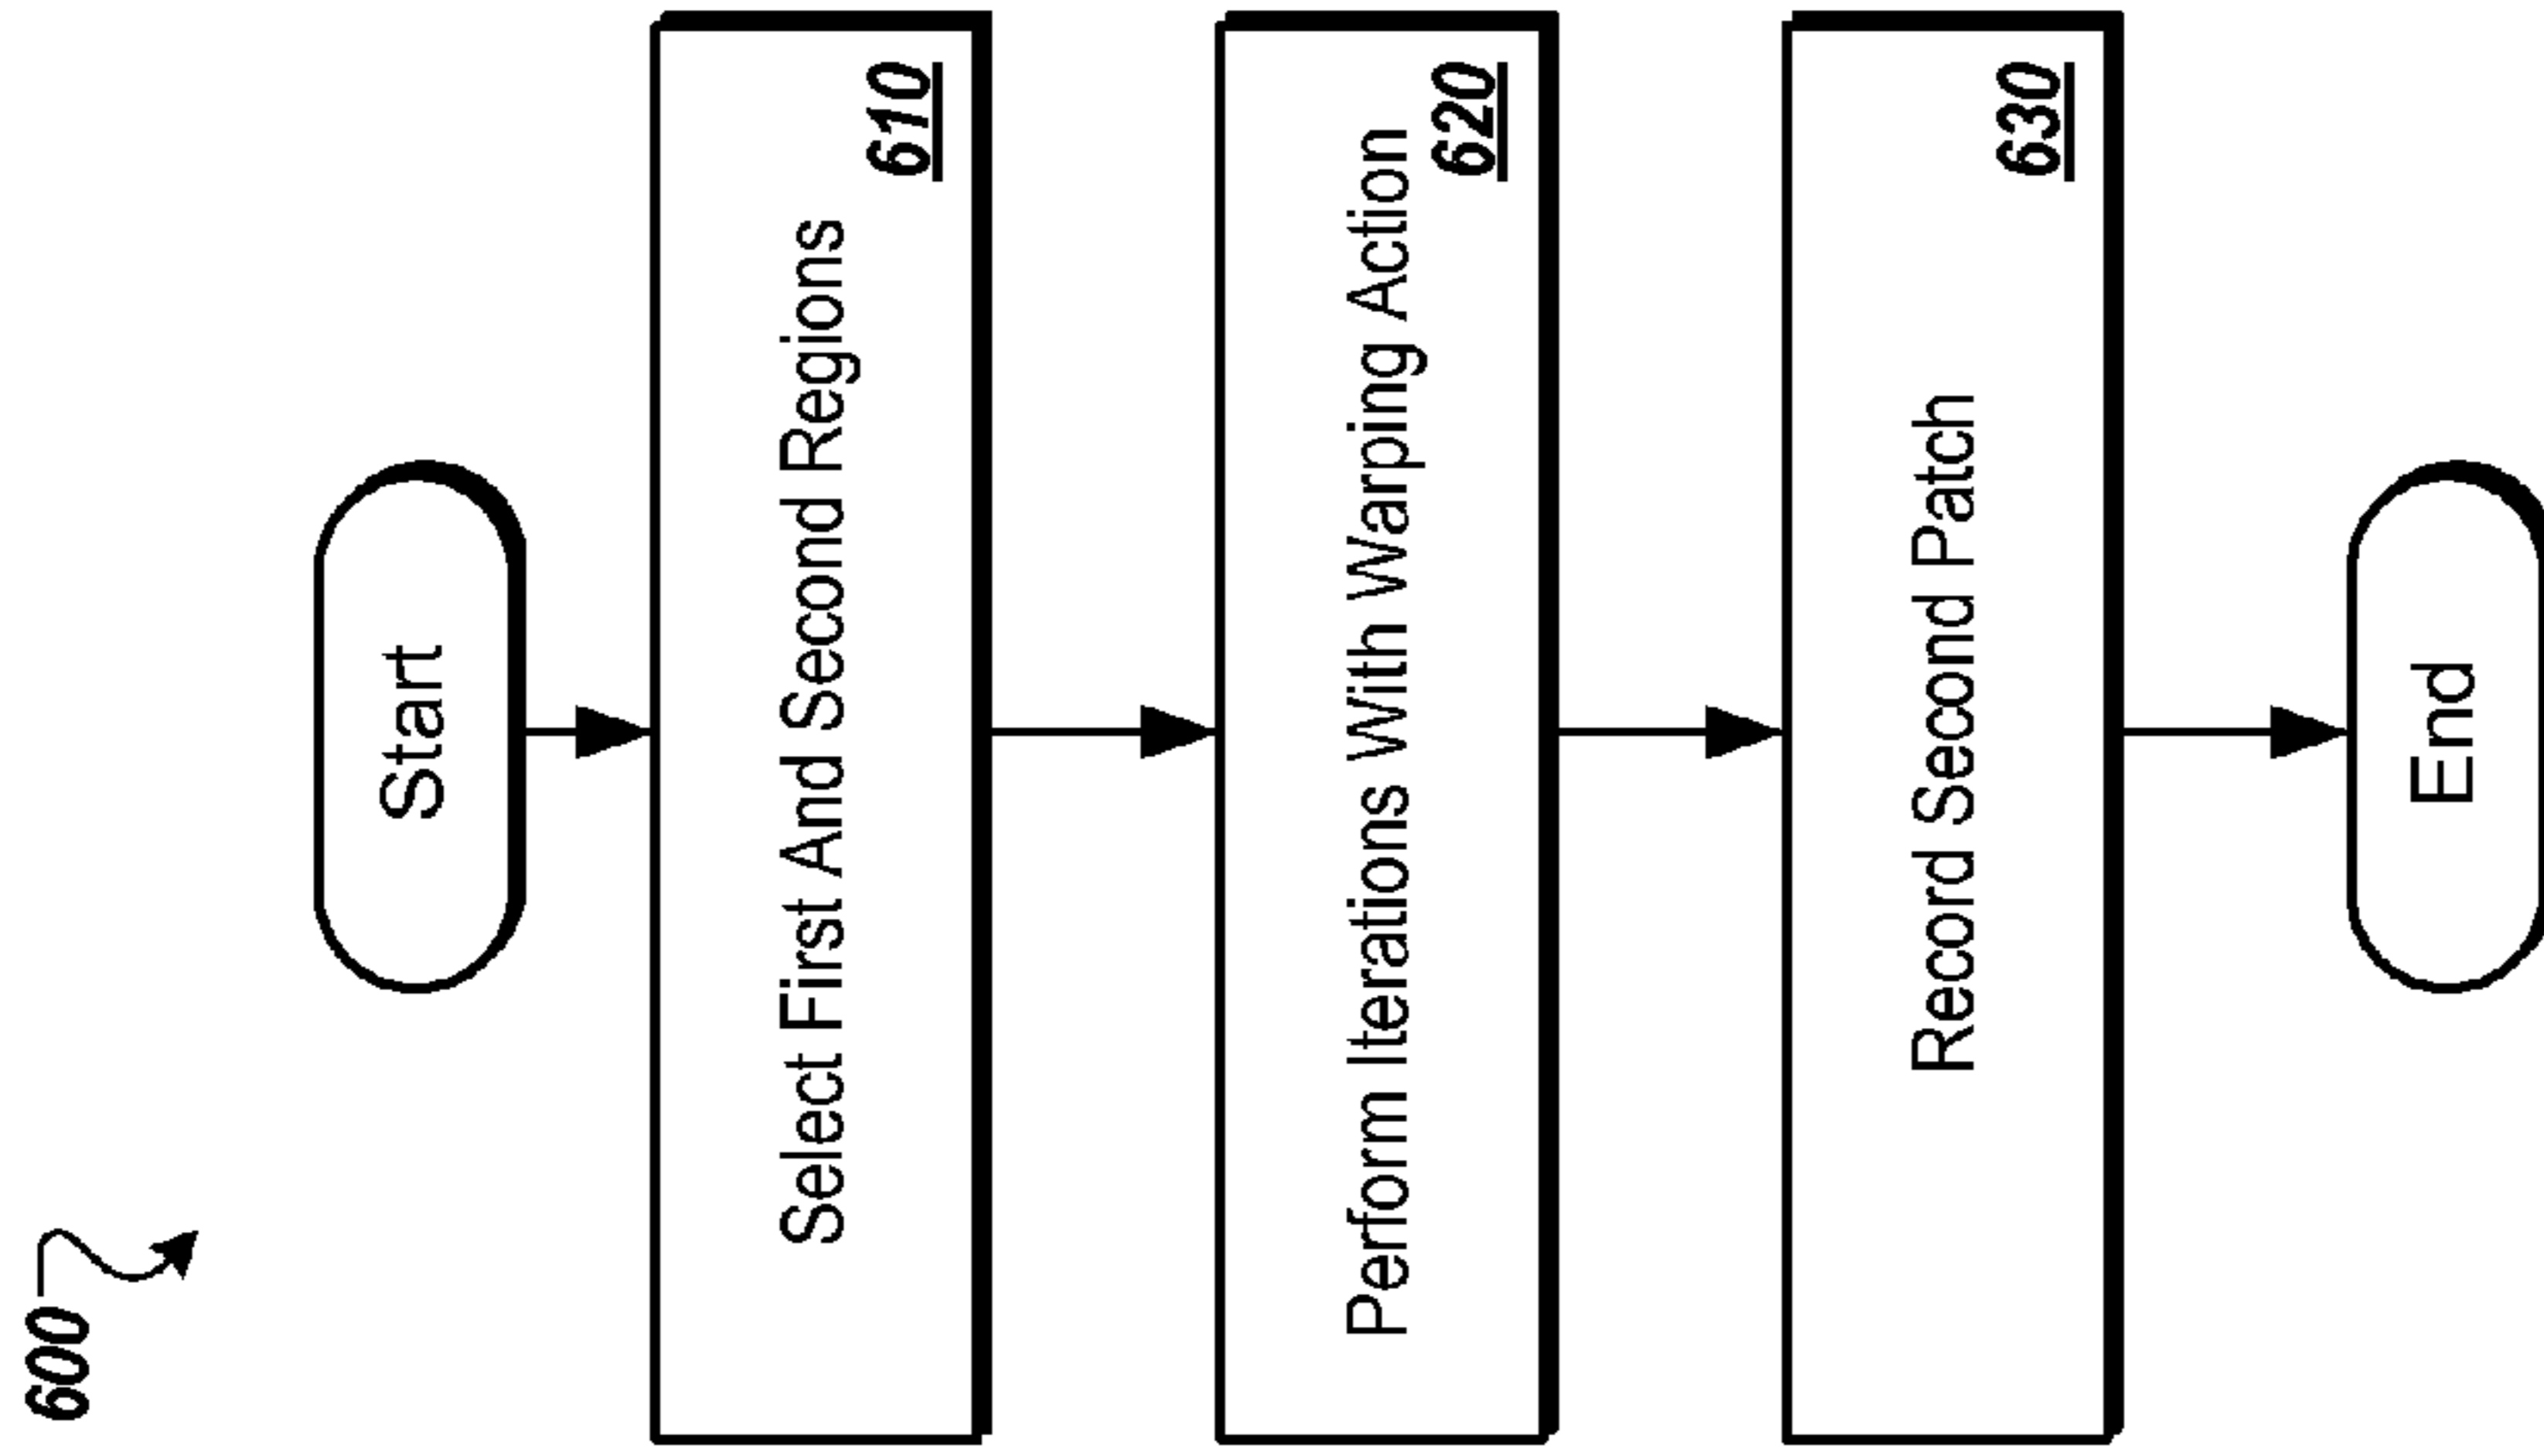 600
Start
Select First And Second Regions
610
Perform Iterations With Warping Action
620
Record Second Patch
630
End